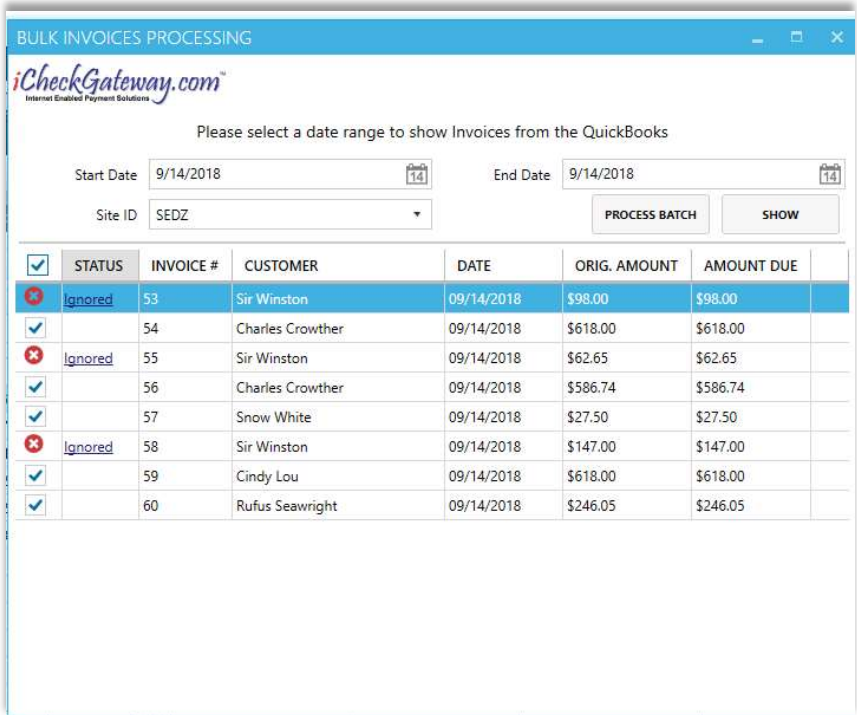 BULK INVOICES PROCESSING
iCheckGateway.com™
Internet Enabled Payment Solutions
Please select a date range to show Invoices from the QuickBooks
Start Date 9/14/2018 14 End Date 9/14/2018 14
Site ID SEDZ PROCESS BATCH SHOW
STATUS INVOICE # CUSTOMER DATE ORIG. AMOUNT AMOUNT DUE
Ignored 53 Sir Winston 09/14/2018 $98.00 $98.00
54 Charles Crowther 09/14/2018 $618.00 $618.00
Ignored 55 Sir Winston 09/14/2018 $62.65 $62.65
56 Charles Crowther 09/14/2018 $586.74 $586.74
57 Snow White 09/14/2018 $27.50 $27.50
Ignored 58 Sir Winston 09/14/2018 $147.00 $147.00
59 Cindy Lou 09/14/2018 $618.00 $618.00
60 Rufus Seawright 09/14/2018 $246.05 $246.05